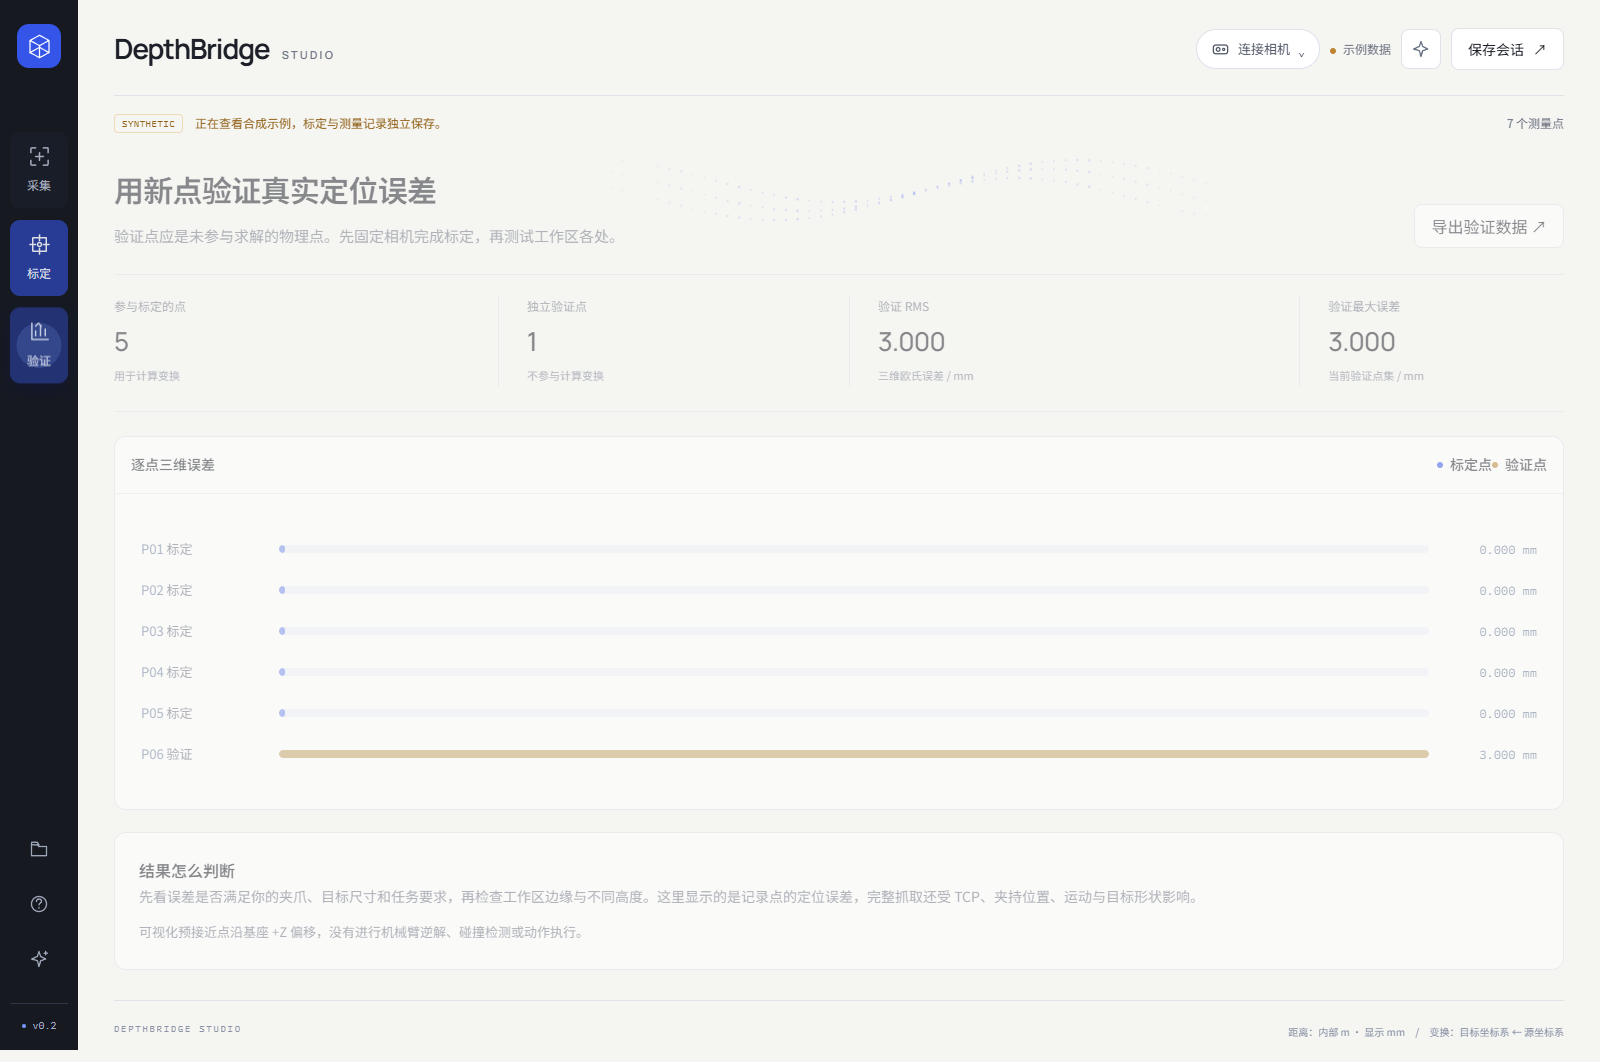 DepthBridge STUDIO
连接相机
示例数据
保存会话 ↗
SYNTHETIC 正在查看合成示例，标定与测量记录独立保存。
7 个测量点
采集
标定
验证
用新点验证真实定位误差
验证点应是未参与求解的物理点。先固定相机完成标定，再测试工作区各处。
导出验证数据 ↗
参与标定的点
5
用于计算变换
独立验证点
1
不参与计算变换
验证 RMS
3.000
三维欧氏误差 / mm
验证最大误差
3.000
当前验证点集 / mm
逐点三维误差
标定点 验证点
P01 标定 0.000 mm
P02 标定 0.000 mm
P03 标定 0.000 mm
P04 标定 0.000 mm
P05 标定 0.000 mm
P06 验证 3.000 mm
结果怎么判断
先看误差是否满足你的夹爪、目标尺寸和任务要求，再检查工作区边缘与不同高度。这里显示的是记录点的定位误差，完整抓取还受 TCP、夹持位置、运动与目标形状影响。
可视化预接近点沿基座 +Z 偏移，没有进行机械臂逆解、碰撞检测或动作执行。
v0.2
DEPTHBRIDGE STUDIO
距离：内部 m · 显示 mm / 变换：目标坐标系 ← 源坐标系